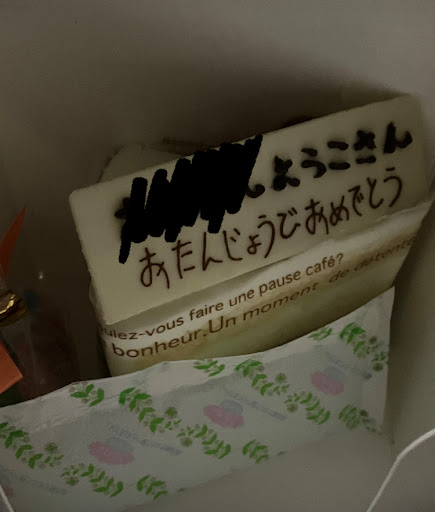 ようこさん
おたんじょうびおめでとう
ulez-vous faire une pause café?
bonheur.Un moment de détente